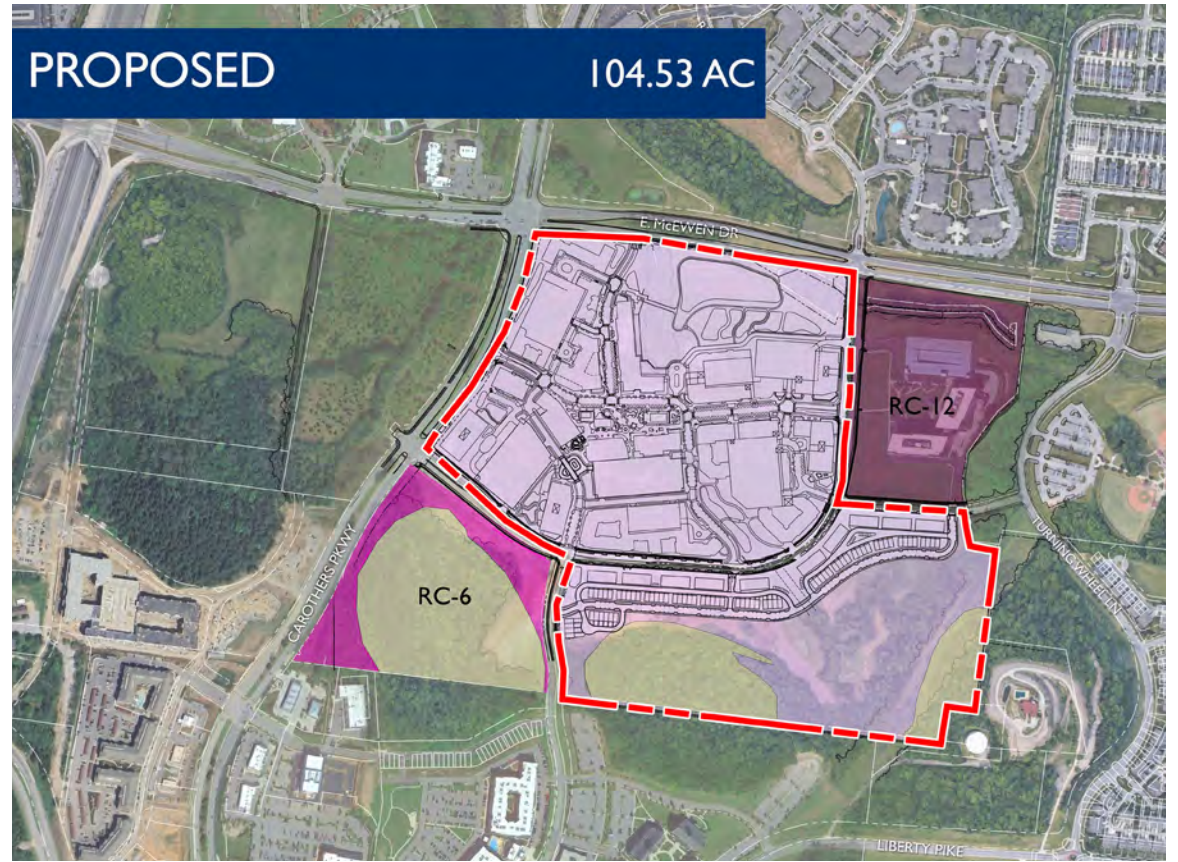 PROPOSED 104.53 AC
E. McEWEN DR
RC-12
CAROTHERS PKWY
RC-6
TURNING WHEEL LN
LIBERTY PIKE